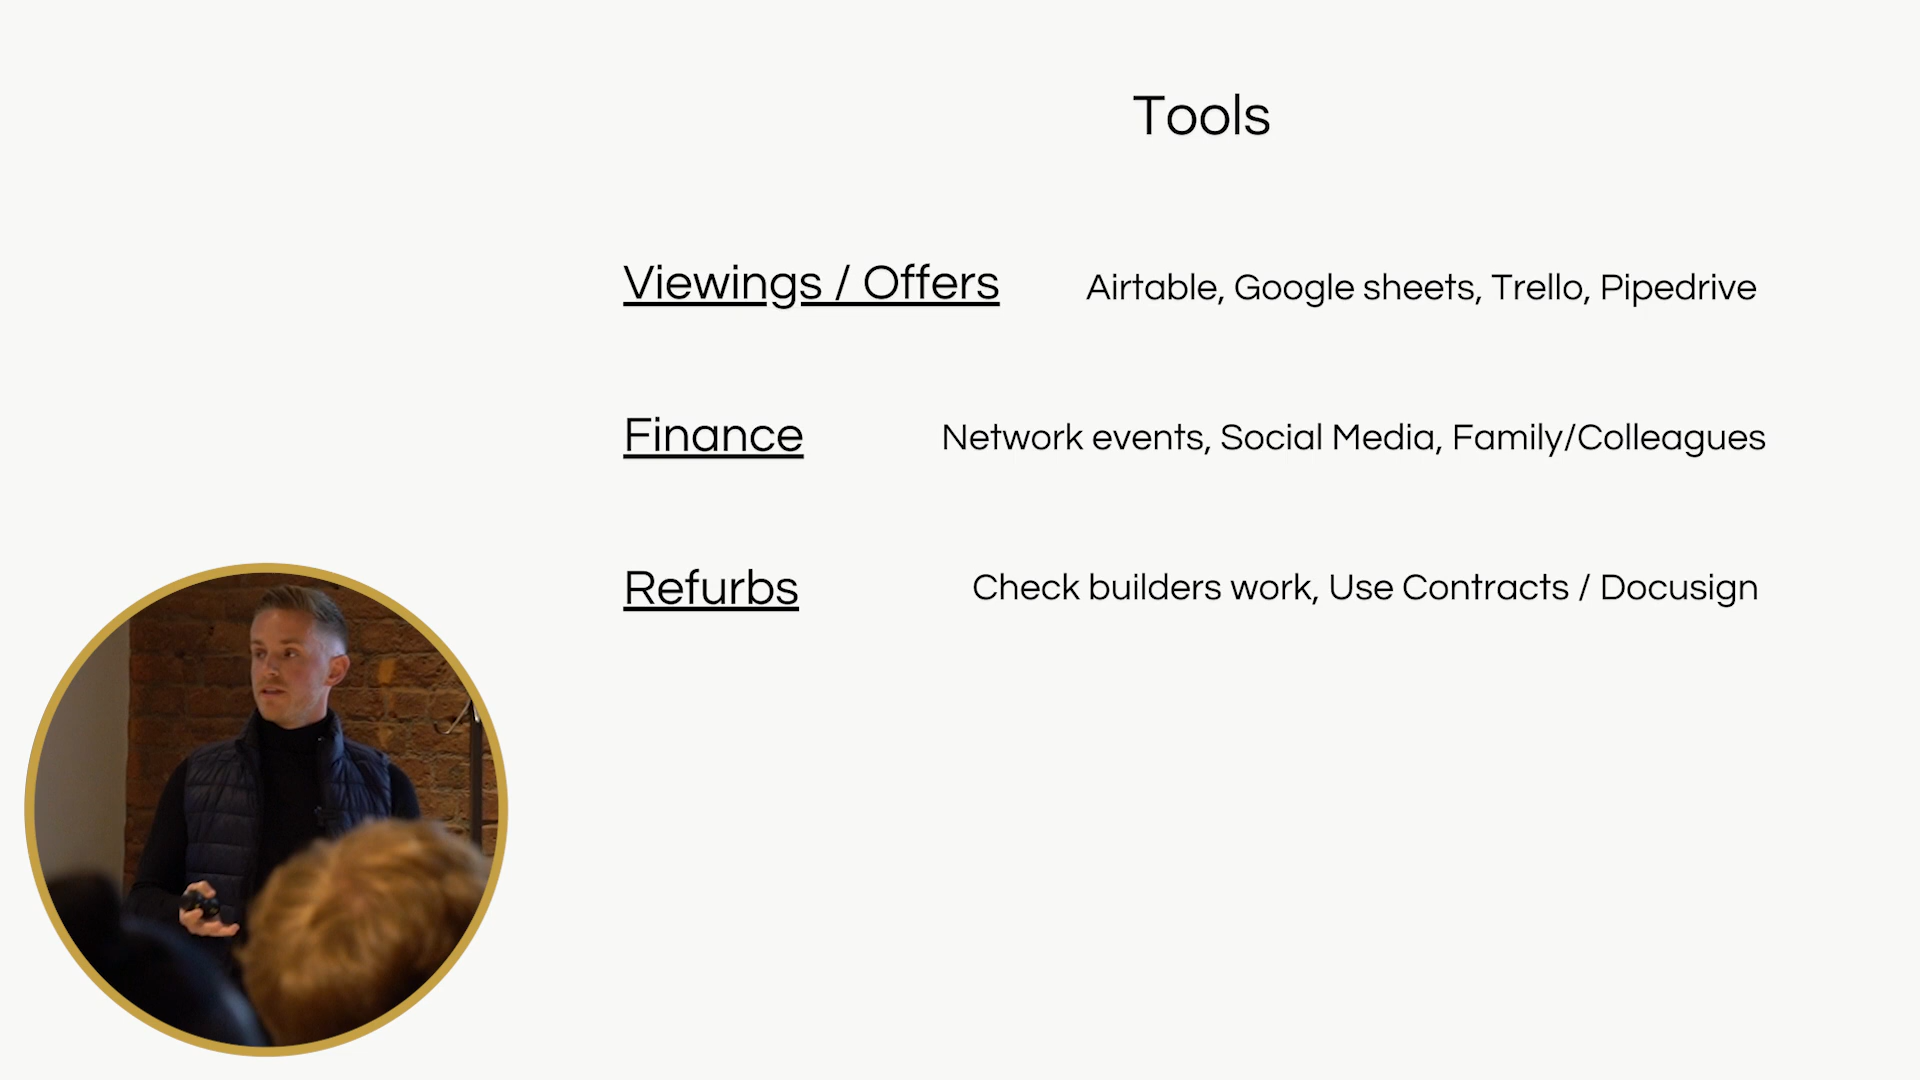 Tools
Viewings / Offers Airtable, Google sheets, Trello, Pipedrive
Finance Network events, Social Media, Family/Colleagues
Refurbs Check builders work, Use Contracts / Docusign